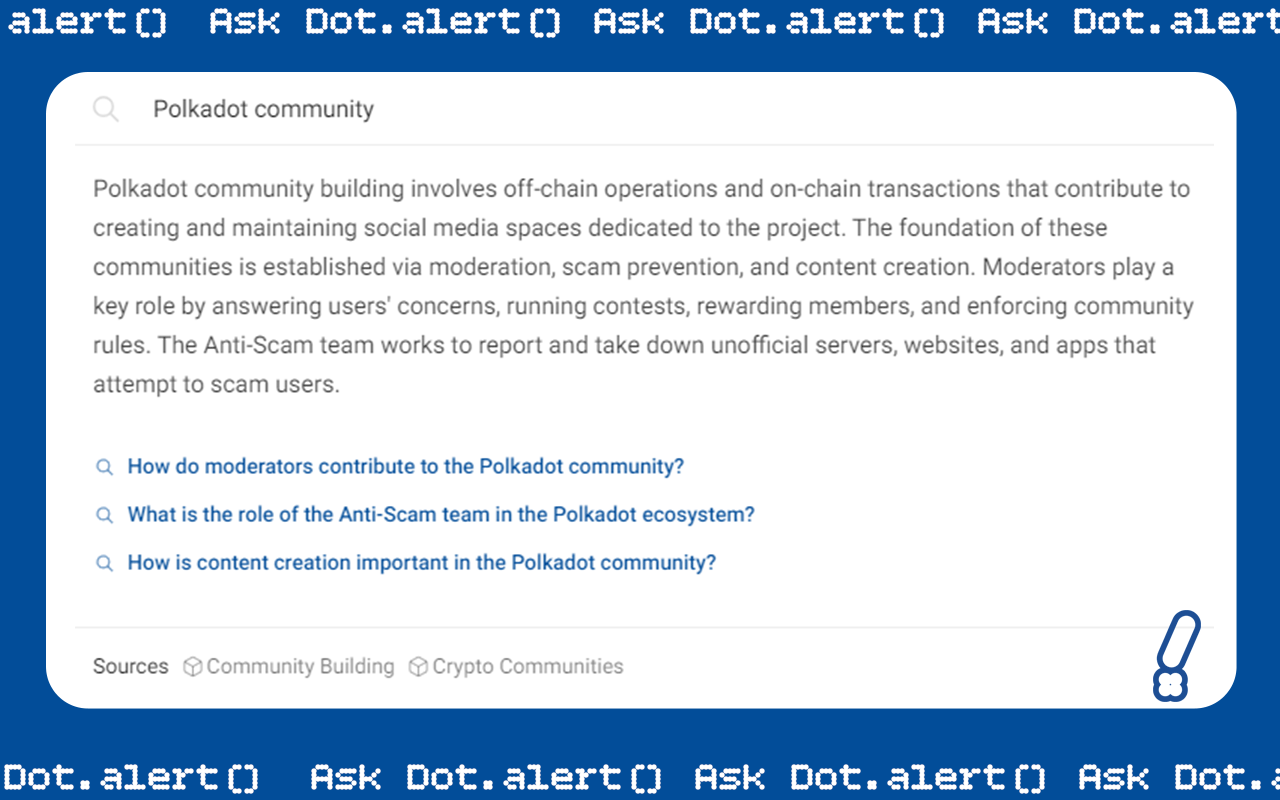 alert() Ask Dot.alert() Ask Dot.alert() Ask Dot.alert
Polkadot community
Polkadot community building involves off-chain operations and on-chain transactions that contribute to
creating and maintaining social media spaces dedicated to the project. The foundation of these
communities is established via moderation, scam prevention, and content creation. Moderators play a
key role by answering users' concerns, running contests, rewarding members, and enforcing community
rules. The Anti-Scam team works to report and take down unofficial servers, websites, and apps that
attempt to scam users.
How do moderators contribute to the Polkadot community?
What is the role of the Anti-Scam team in the Polkadot ecosystem?
How is content creation important in the Polkadot community?
Sources Community Building Crypto Communities
Dot.alert() Ask Dot.alert() Ask Dot.alert() Ask Dot.a